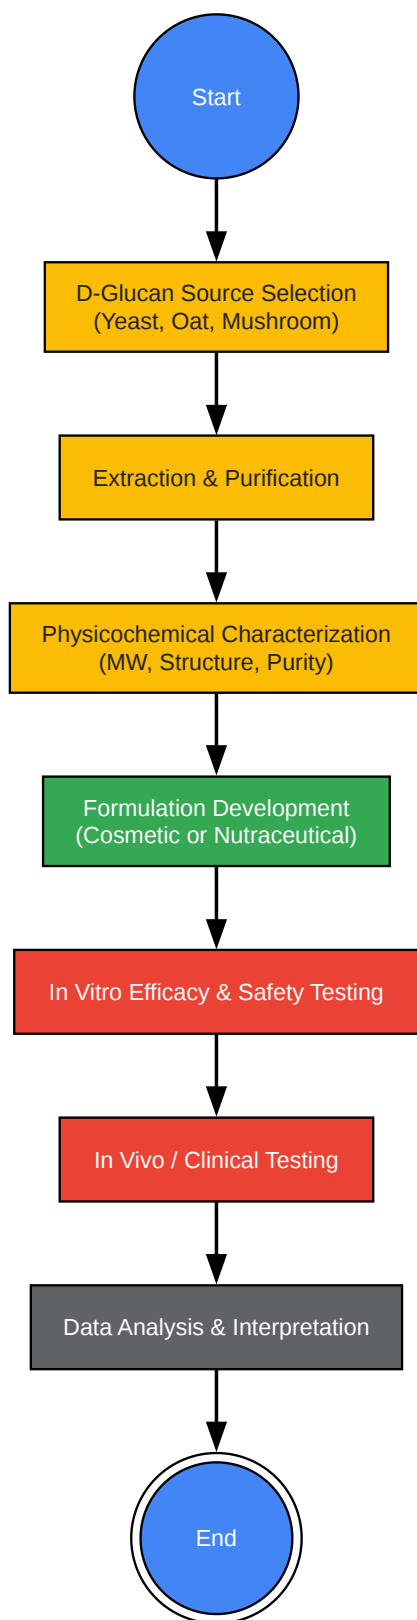 Start
D-Glucan Source Selection
(Yeast, Oat, Mushroom)
Extraction & Purification
Physicochemical Characterization
(MW, Structure, Purity)
Formulation Development
(Cosmetic or Nutraceutical)
In Vitro Efficacy & Safety Testing
In Vivo / Clinical Testing
Data Analysis & Interpretation
End